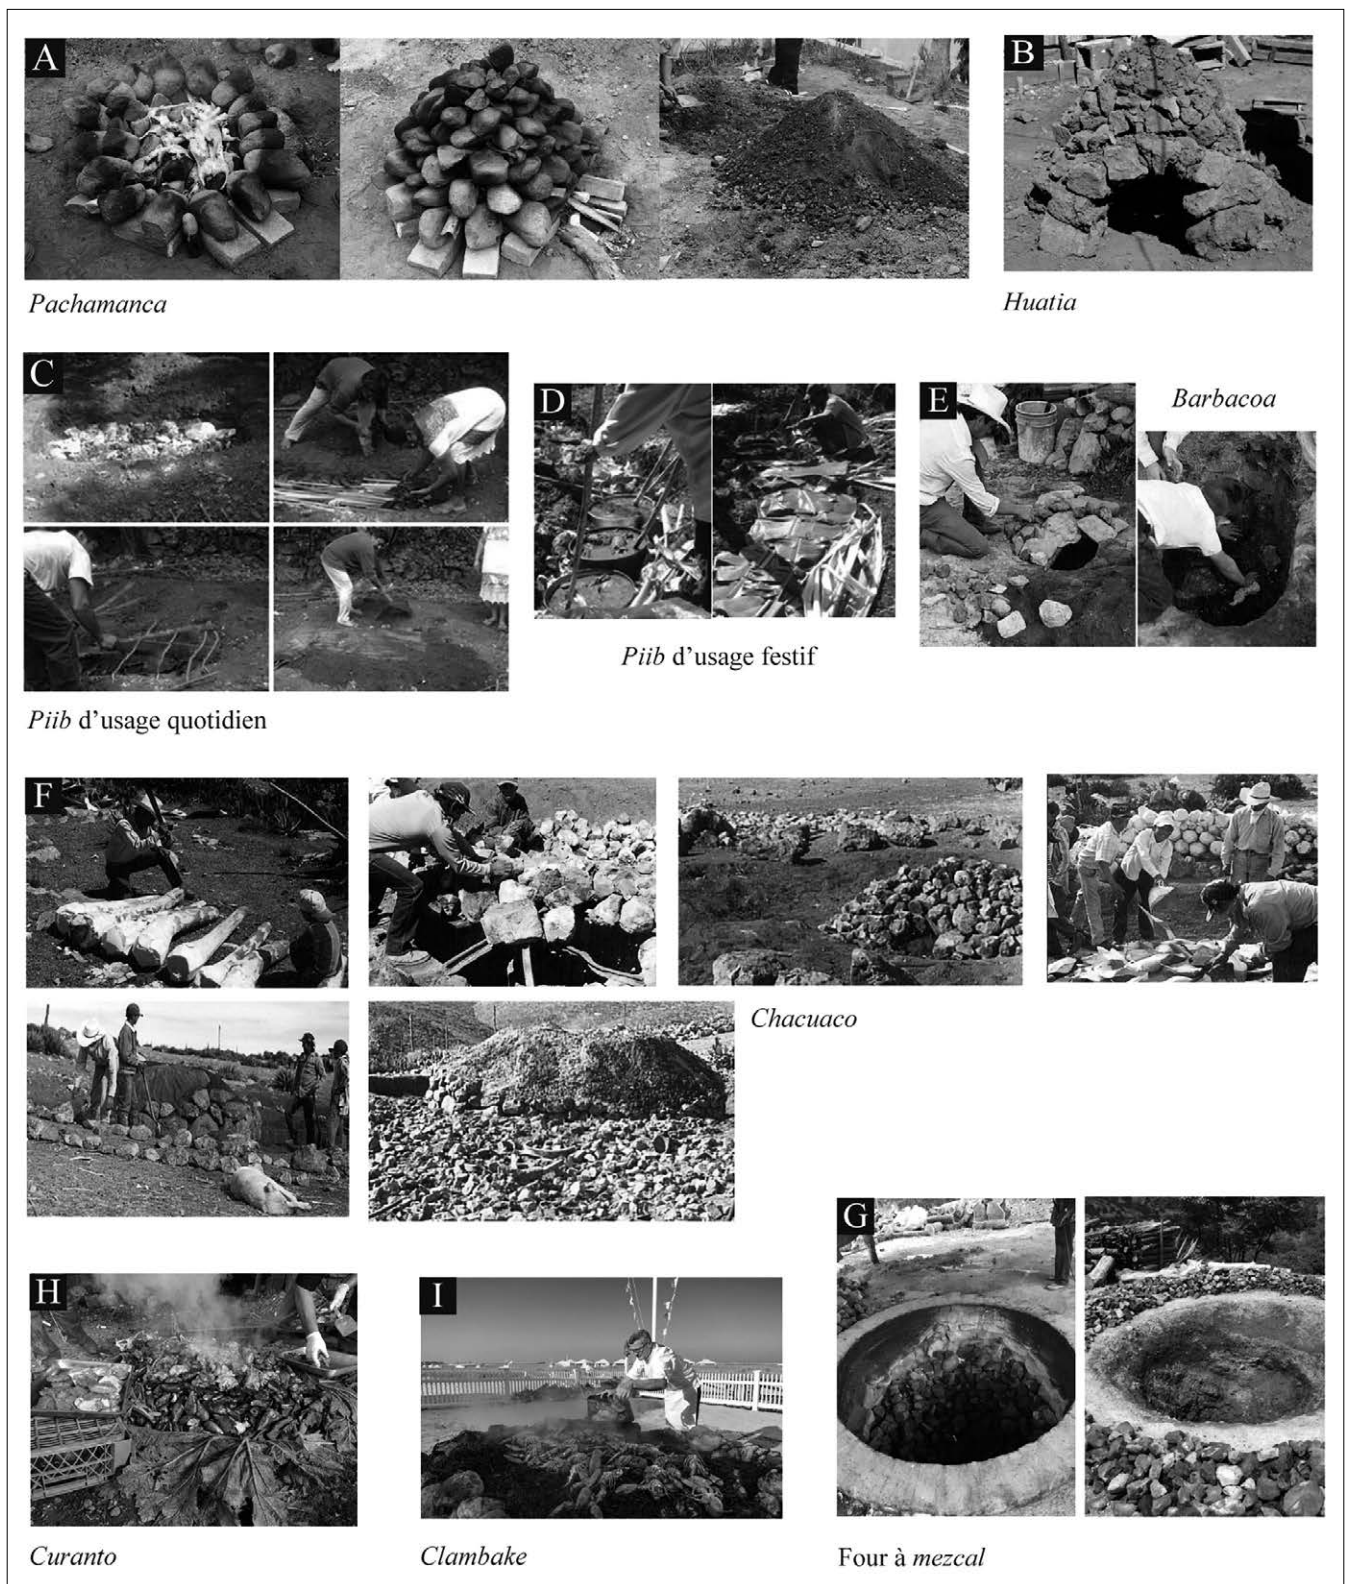 A
B
Pachamanca
Huatia
C
D
E
Barbacoa
Piib d'usage festif
Piib d'usage quotidien
F
Chacuaco
G
H
I
Curanto
Clambake
Four à mezcal